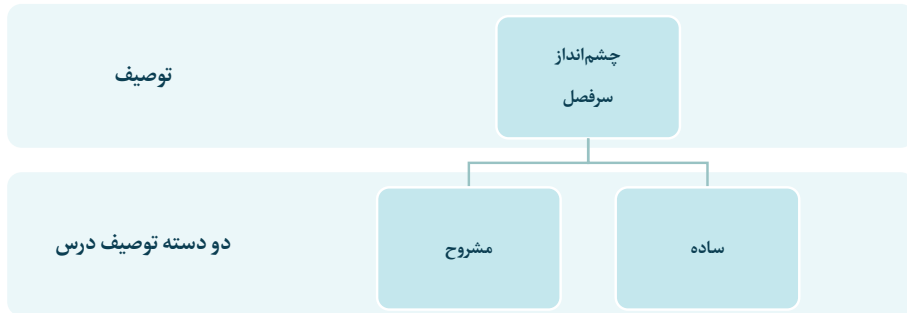 چشم‌انداز
سرفصل
توصیف
ساده
مشروح
دو دسته توصیف درس